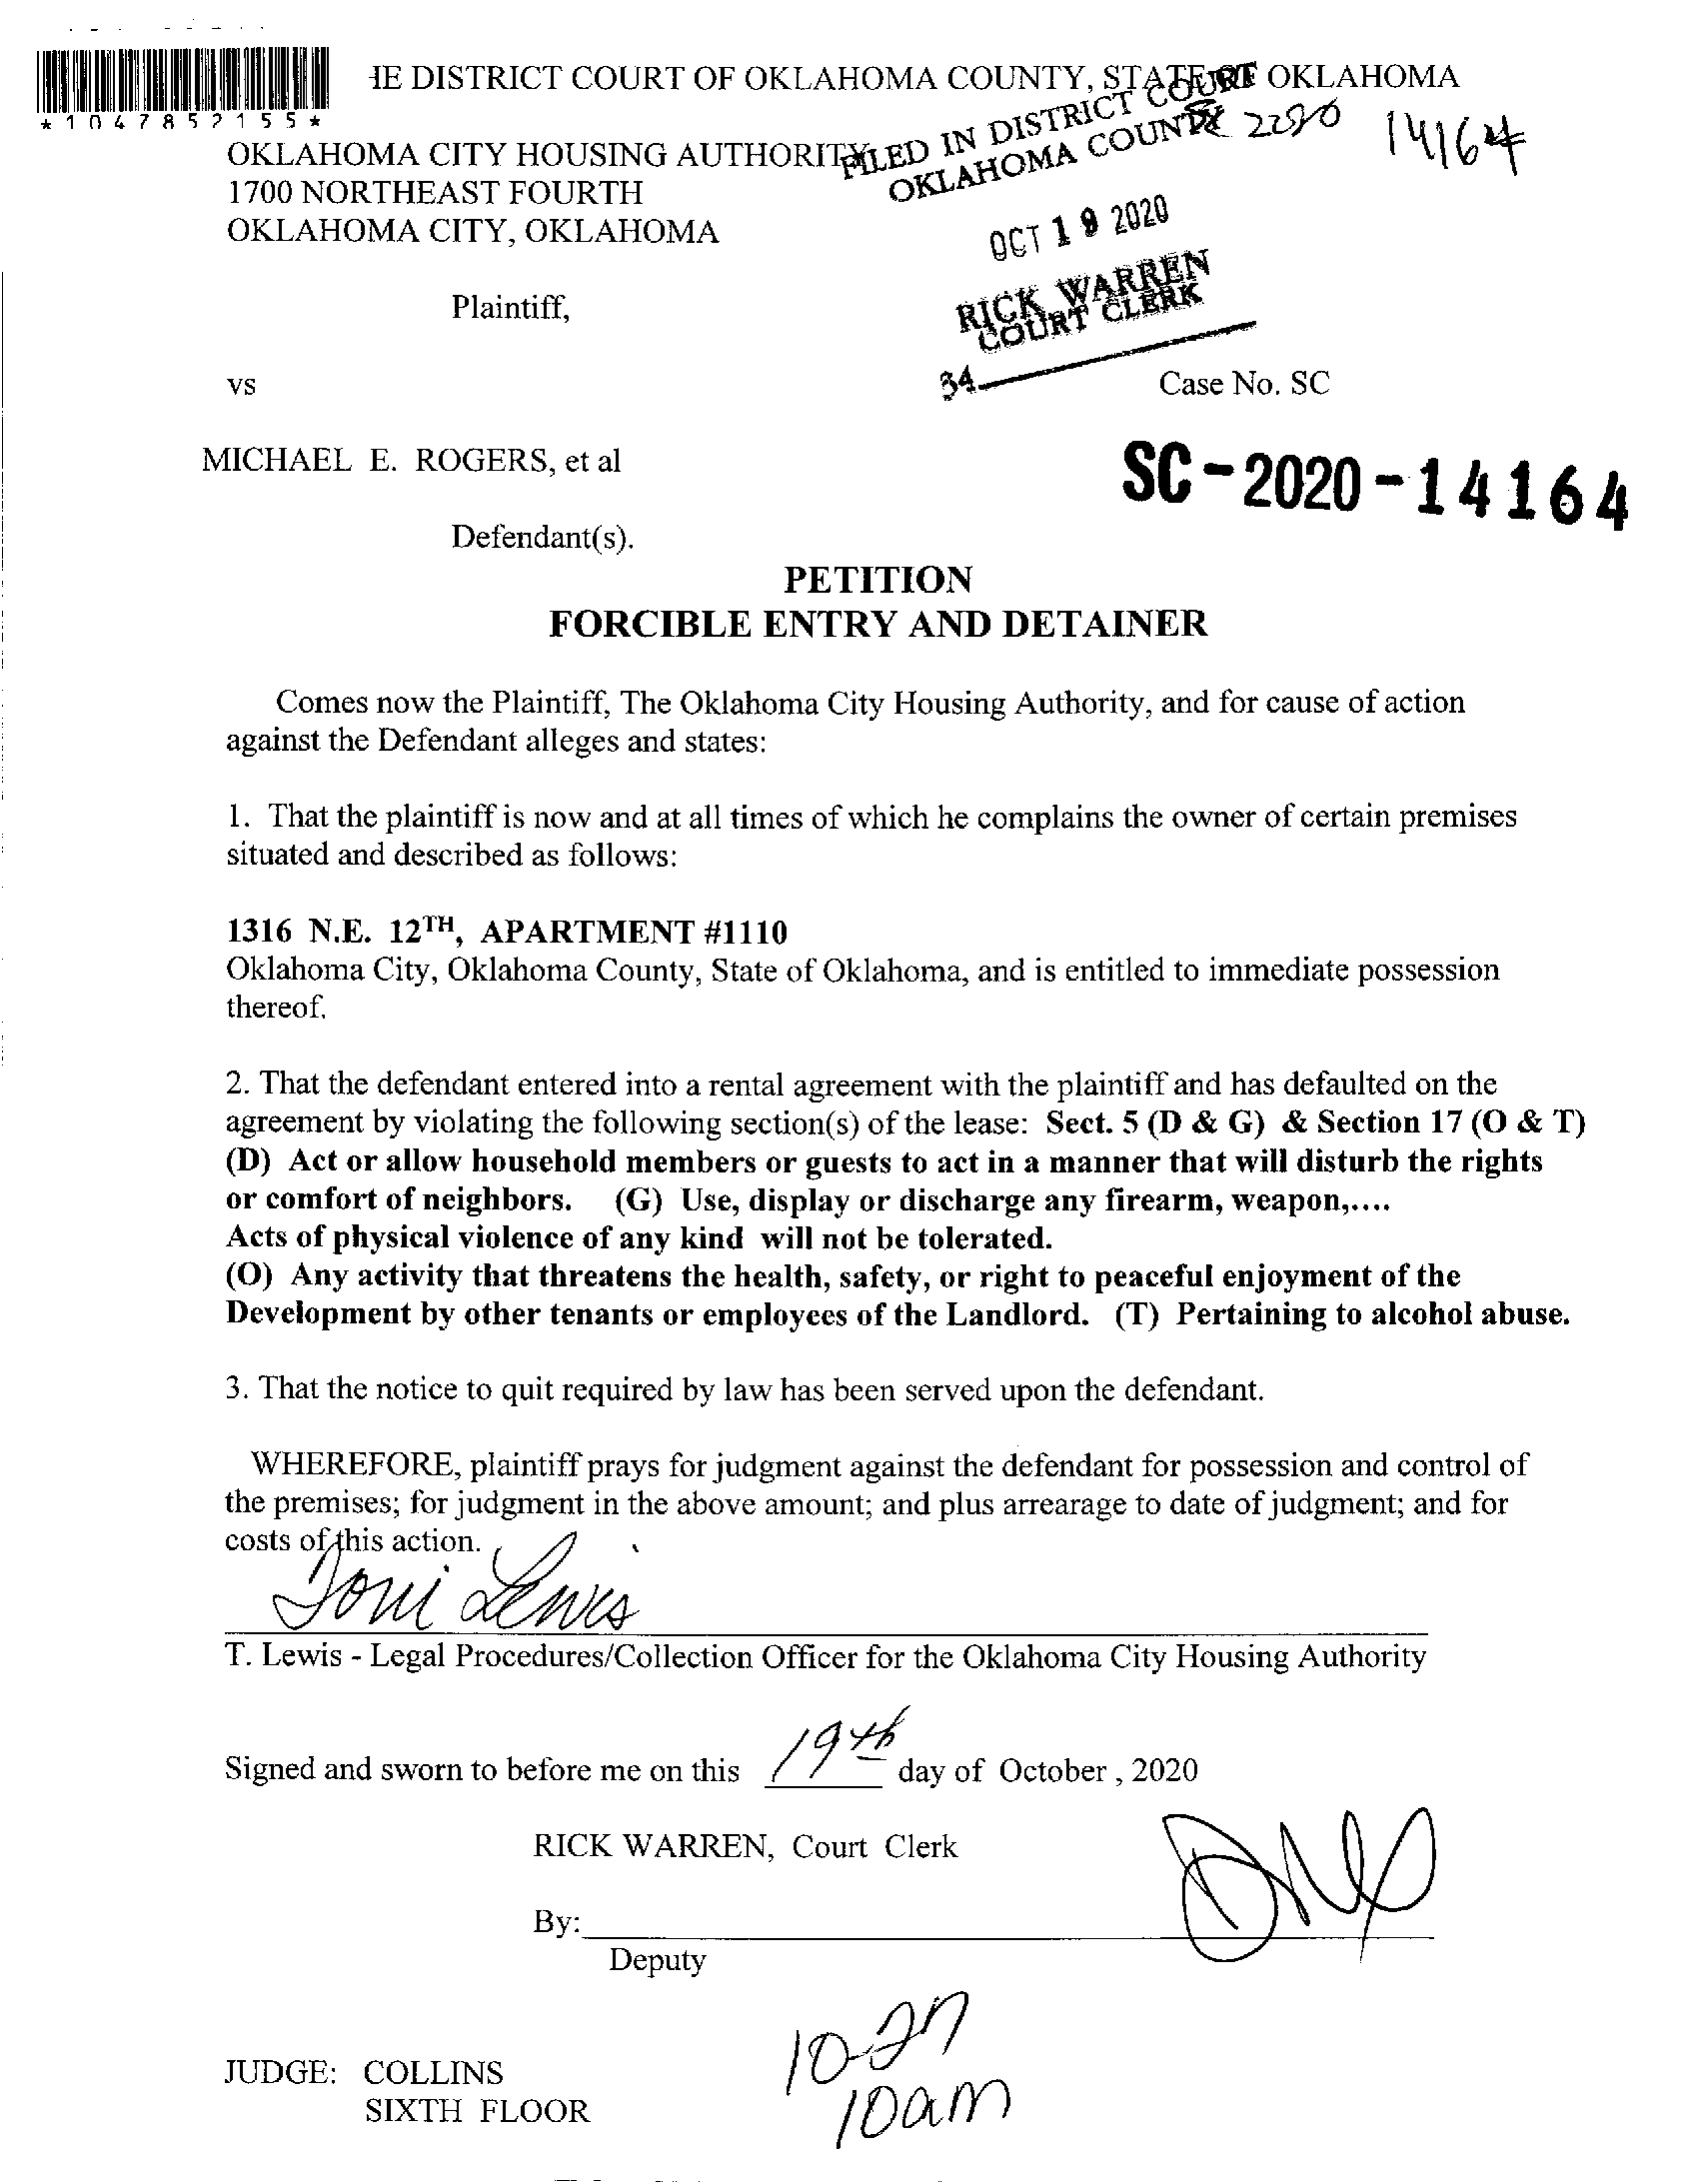 IE DISTRICT COURT OF OKLAHOMA COUNTY, STATE OF OKLAHOMA
*1047852155*
FILED IN DISTRICT COURT
OKLAHOMA COUNTY
14164
OKLAHOMA CITY HOUSING AUTHORITY
1700 NORTHEAST FOURTH
OKLAHOMA CITY, OKLAHOMA
OCT 19 2020
RICK WARREN
COURT CLERK
34
Plaintiff,
vs
Case No. SC
MICHAEL E. ROGERS, et al
SC-2020-14164
Defendant(s).
PETITION
FORCIBLE ENTRY AND DETAINER
Comes now the Plaintiff, The Oklahoma City Housing Authority, and for cause of action
against the Defendant alleges and states:
1. That the plaintiff is now and at all times of which he complains the owner of certain premises
situated and described as follows:
1316 N.E. 12TH, APARTMENT #1110
Oklahoma City, Oklahoma County, State of Oklahoma, and is entitled to immediate possession
thereof.
2. That the defendant entered into a rental agreement with the plaintiff and has defaulted on the
agreement by violating the following section(s) of the lease: Sect. 5 (D & G) & Section 17 (O & T)
(D) Act or allow household members or guests to act in a manner that will disturb the rights
or comfort of neighbors. (G) Use, display or discharge any firearm, weapon,....
Acts of physical violence of any kind will not be tolerated.
(O) Any activity that threatens the health, safety, or right to peaceful enjoyment of the
Development by other tenants or employees of the Landlord. (T) Pertaining to alcohol abuse.
3. That the notice to quit required by law has been served upon the defendant.
WHEREFORE, plaintiff prays for judgment against the defendant for possession and control of
the premises; for judgment in the above amount; and plus arrearage to date of judgment; and for
costs of this action.
Toni Lewis
T. Lewis - Legal Procedures/Collection Officer for the Oklahoma City Housing Authority
Signed and sworn to before me on this 19th day of October , 2020
RICK WARREN, Court Clerk
By:
Deputy
10-27
10am
JUDGE: COLLINS
SIXTH FLOOR